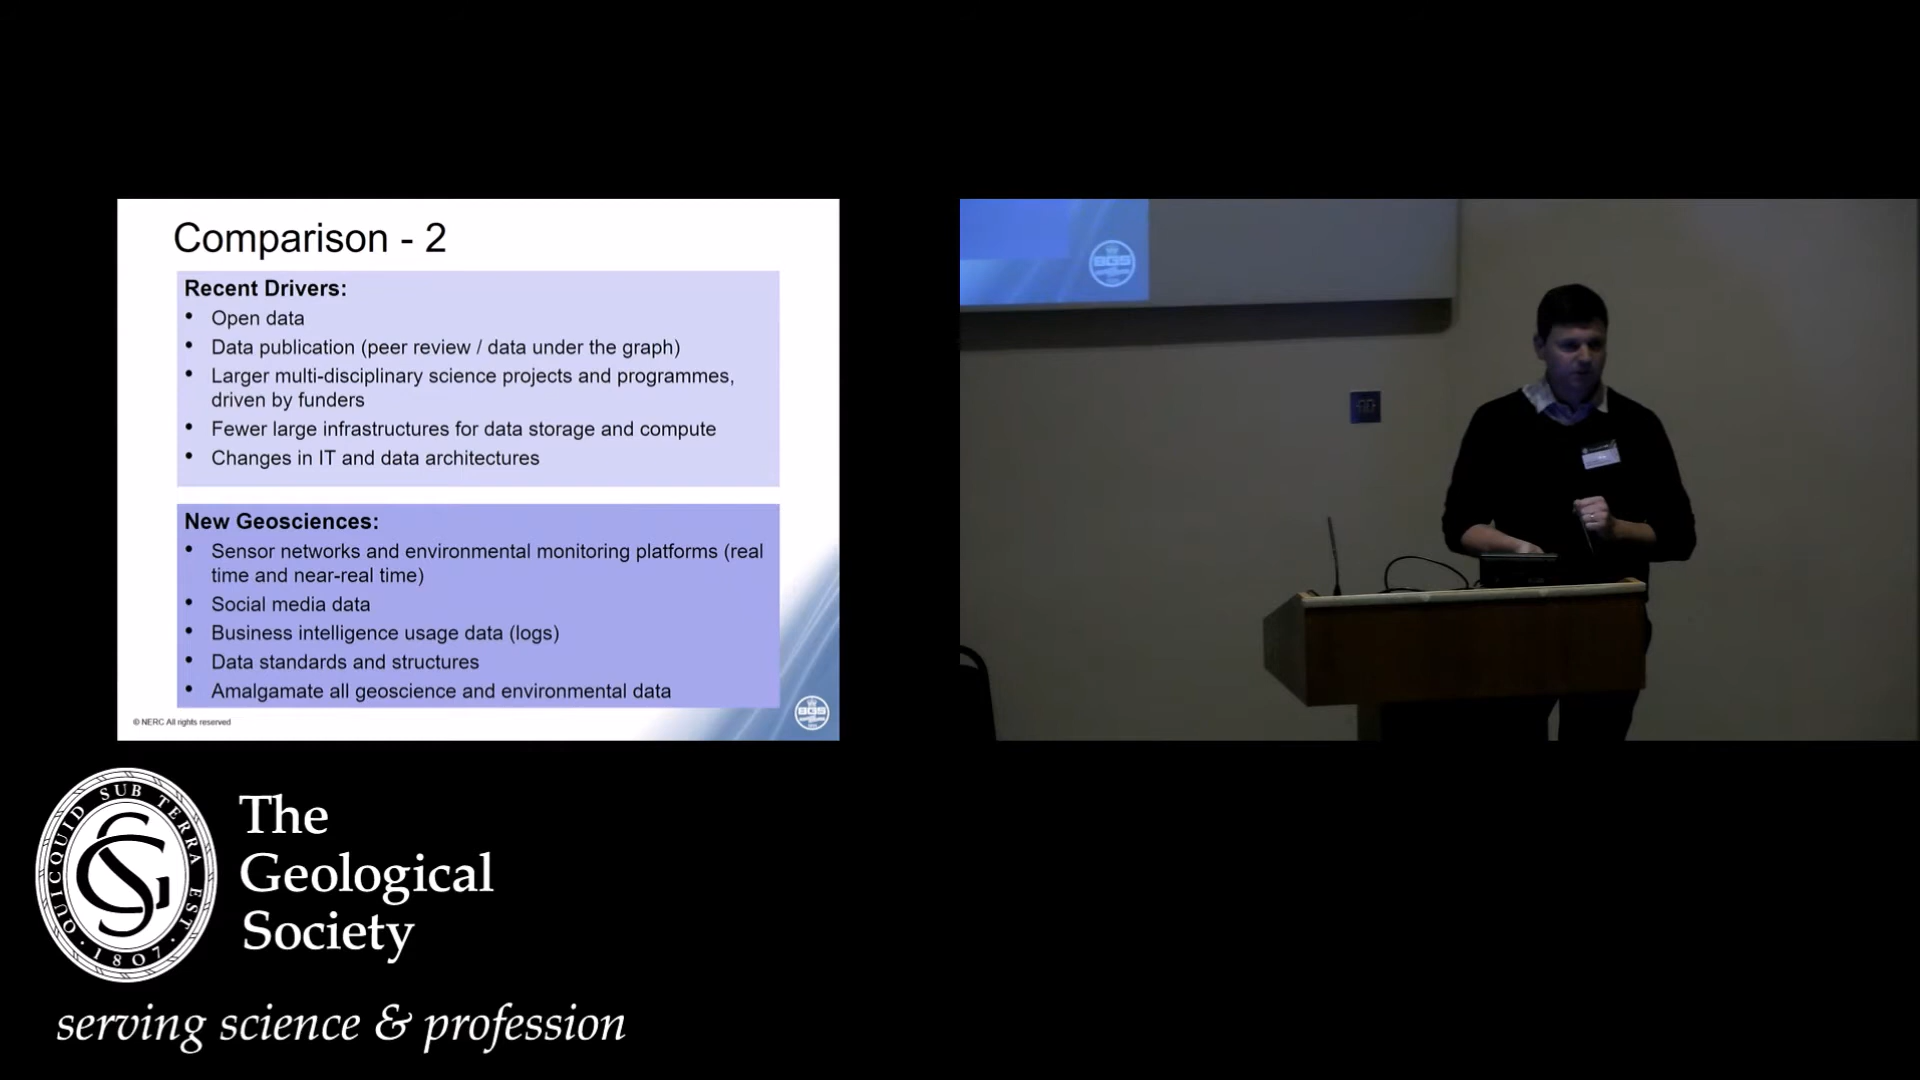 Comparison - 2
Recent Drivers:
• Open data
• Data publication (peer review / data under the graph)
• Larger multi-disciplinary science projects and programmes,
driven by funders
• Fewer large infrastructures for data storage and compute
• Changes in IT and data architectures
New Geosciences:
• Sensor networks and environmental monitoring platforms (real
time and near-real time)
• Social media data
• Business intelligence usage data (logs)
• Data standards and structures
• Amalgamate all geoscience and environmental data
© NERC All rights reserved
BGS
BGS
QUICQUID SUB TERRA EST
· 1807 ·
GS
The
Geological
Society
serving science & profession